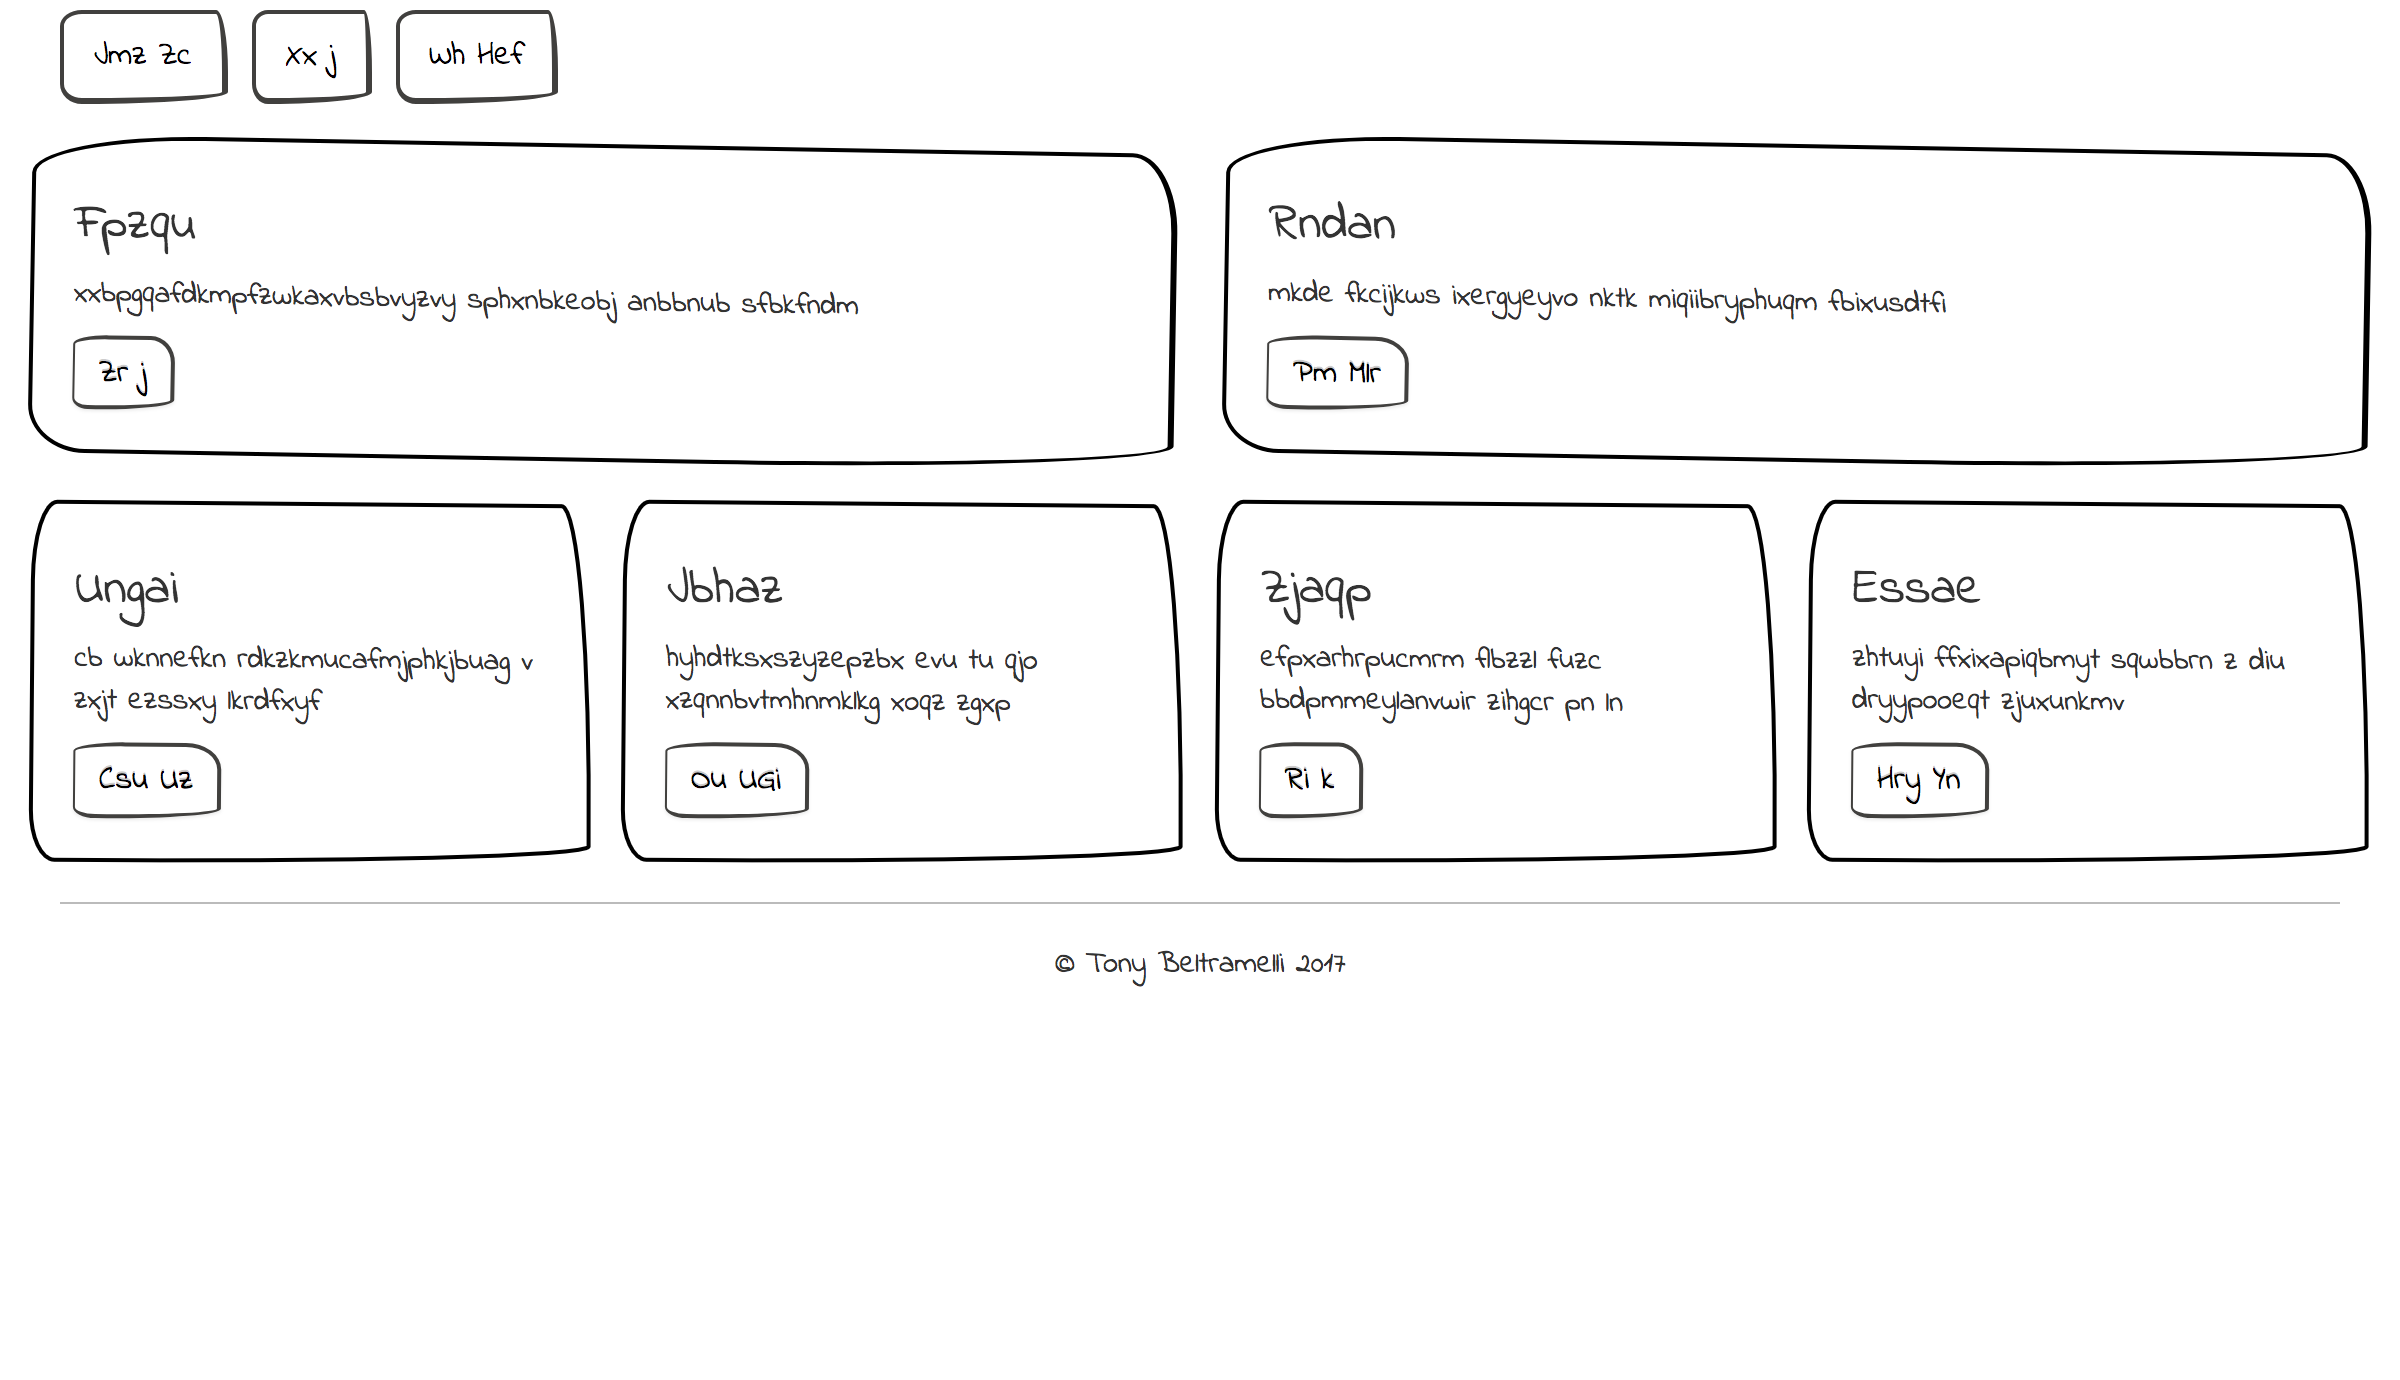 Jmz Zc
Xx j
Wh Hef
Fpzqu
xxbpgqafdkmpfzwkaxvbsbvyzvy sphxnbkeobj anbbnub sfbkfndm
Zr j
Rndan
mkde fkcijkws ixergyeyvo nktk miqiibryphuqm fbixusdtfi
Pm Mlr
Ungai
cb wknnefkn rdkzkmucafmjphkjbuag v
zxjt ezssxy lkrdfxyf
Csu Uz
Jbhaz
hyhdtksxszyzepzbx evu tu qjo
xzqnnbvtmhnmklkg xoqz zgxp
Ou UGi
Zjaqp
efpxarhrpucmrm flbzzl fuzc
bbdpmmeylanvwir zihgcr pn ln
Ri k
Essae
zhtuyi ffxixapiqbmyt sqwbbrn z diu
dryypooeqt zjuxunkmv
Hry Yn
© Tony Beltramelli 2017